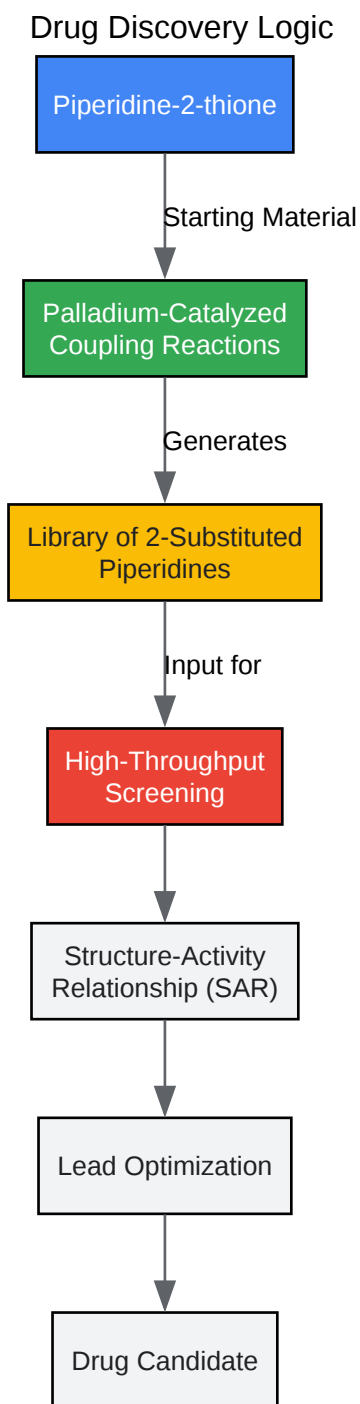 Drug Discovery Logic
Piperidine-2-thione
Starting Material
Palladium-Catalyzed
Coupling Reactions
Generates
Library of 2-Substituted
Piperidines
Input for
High-Throughput
Screening
Structure-Activity
Relationship (SAR)
Lead Optimization
Drug Candidate